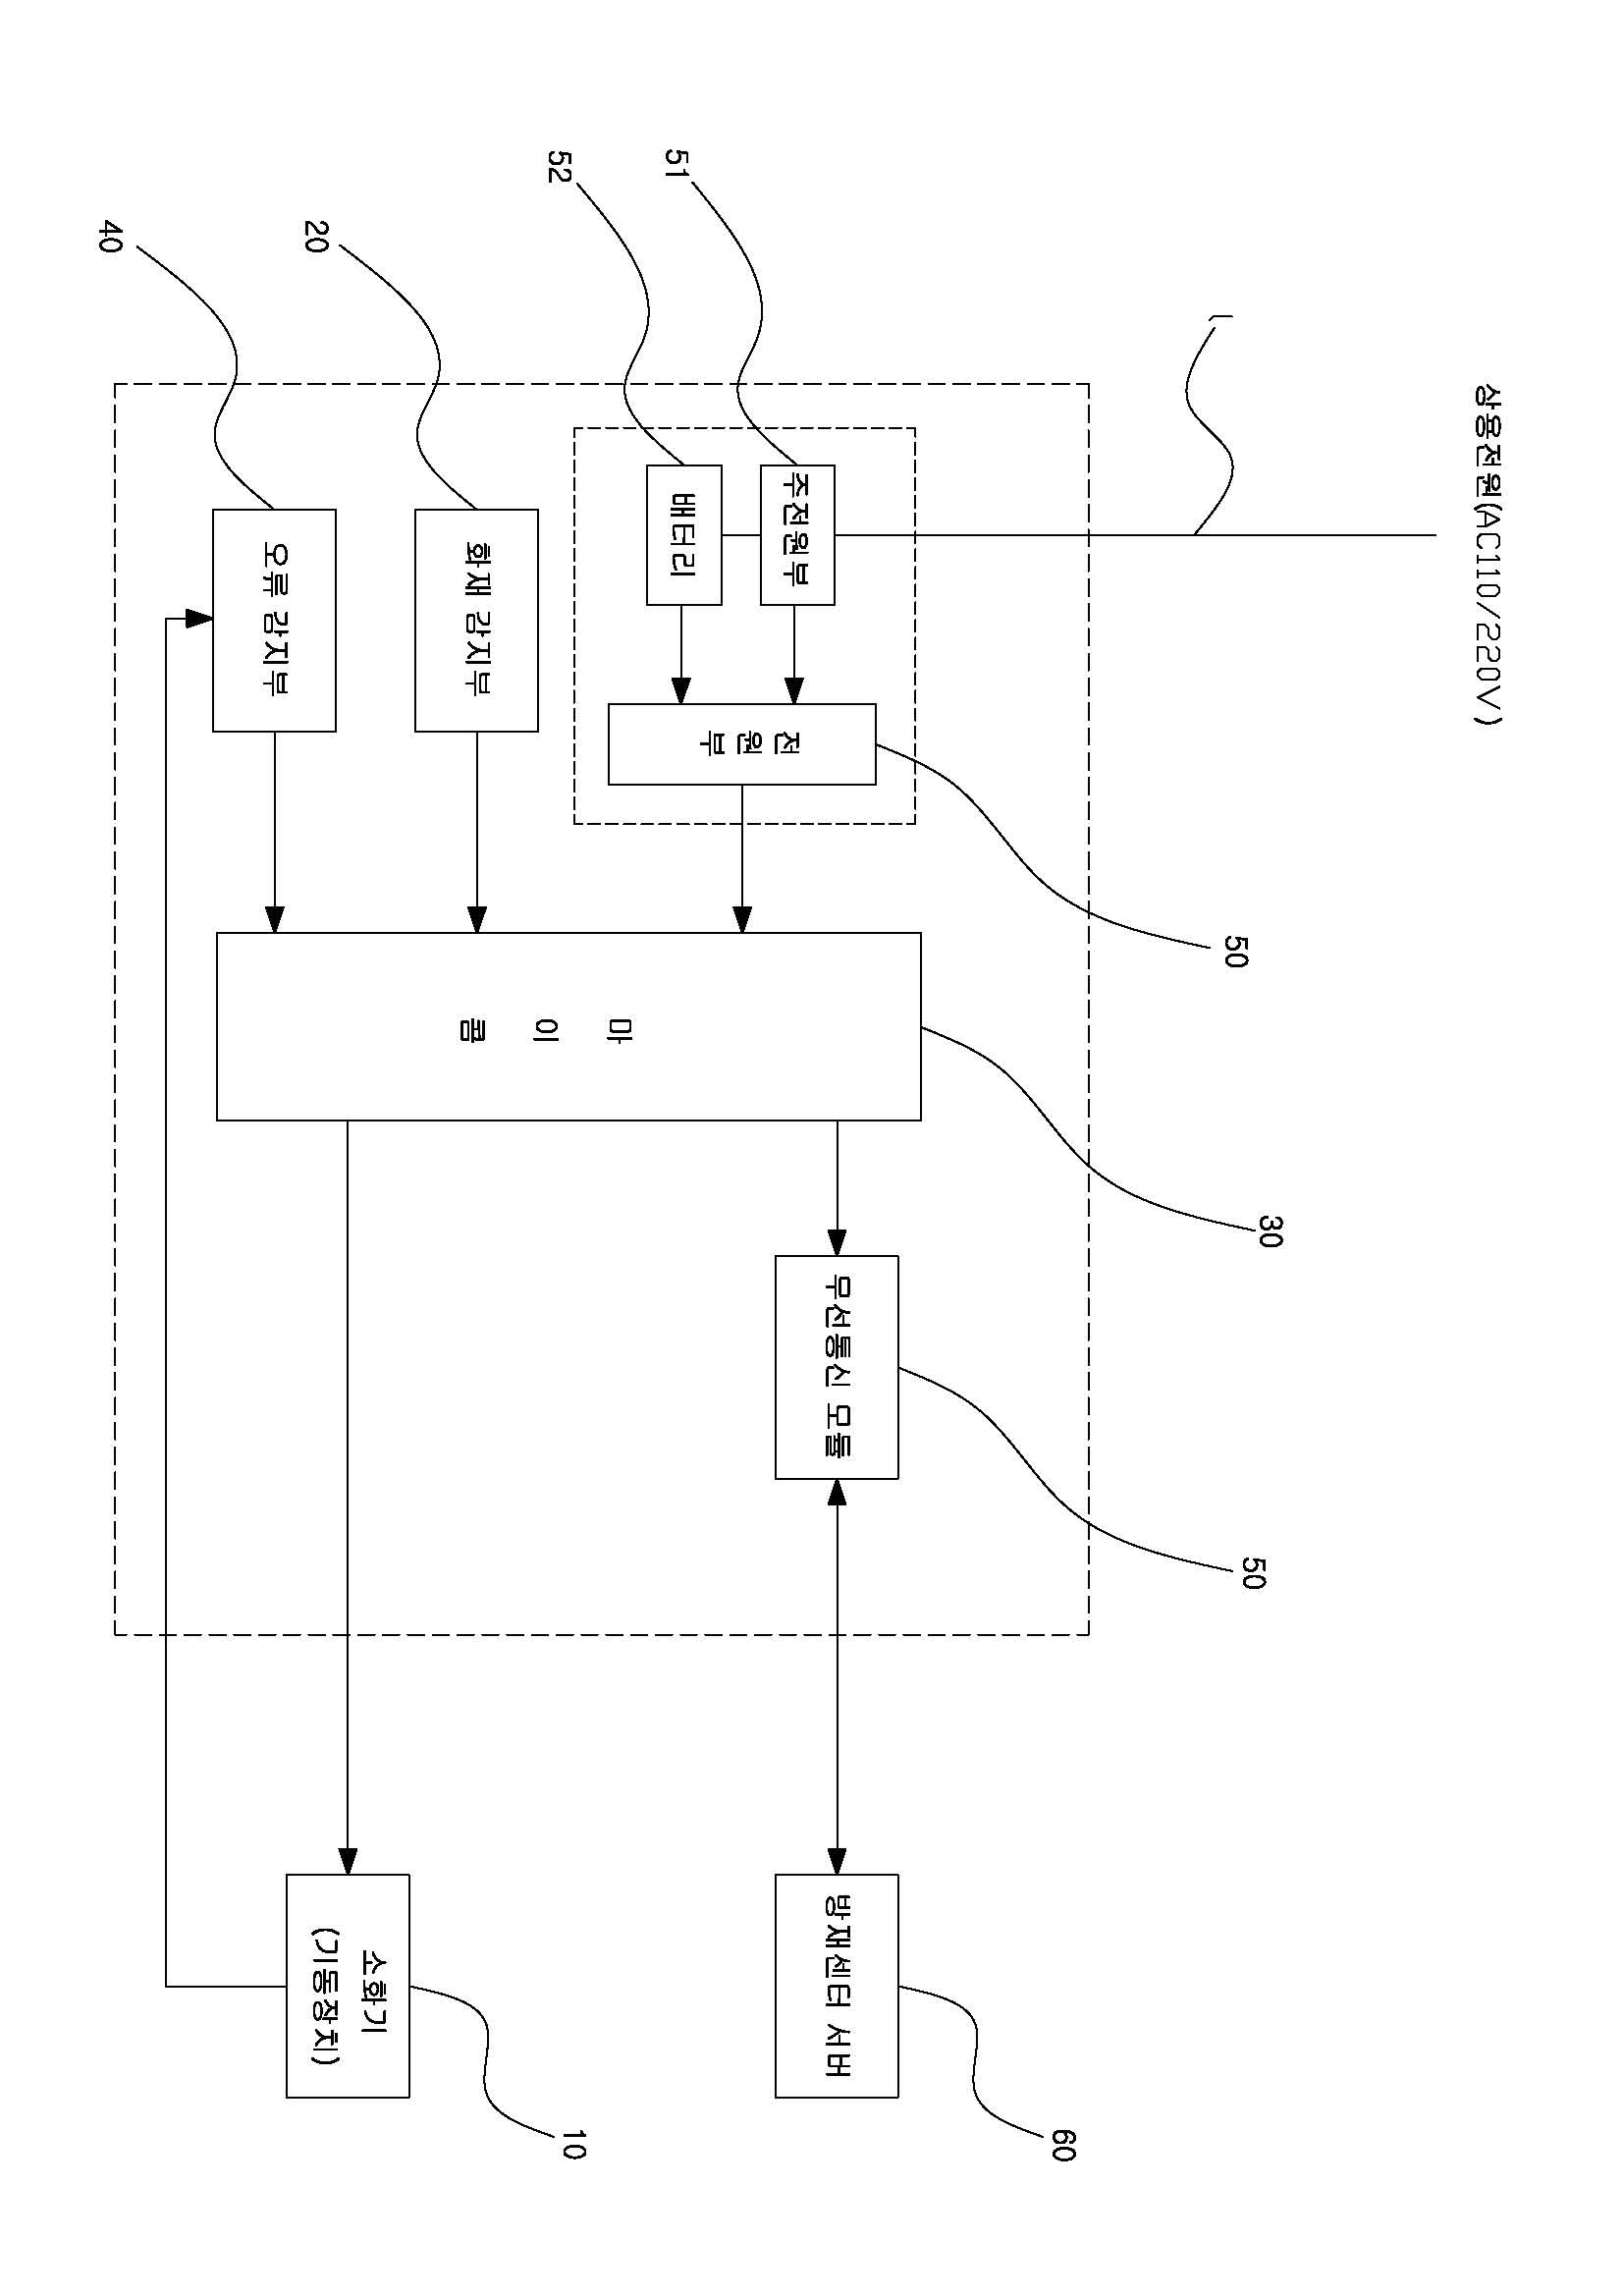 상용전원(AC110/220V)
l
50
30
50
60
51
52
주전원부
배터리
전
원
부
무선통신 모듈
방재센터 서버
마
이
콤
20
화재 감지부
10
소화기
(기동장치)
40
오류 감지부